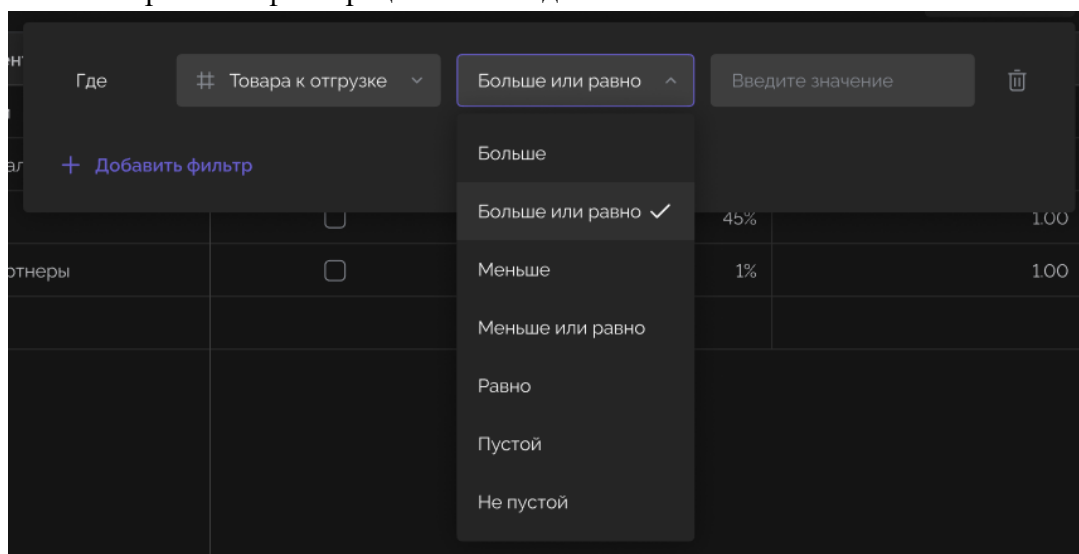 Где
Товара к отгрузке
Больше или равно
Введите значение
+ Добавить фильтр
Больше
Больше или равно
45%
1.00
ртнеры
Меньше
1%
1.00
Меньше или равно
Равно
Пустой
Не пустой